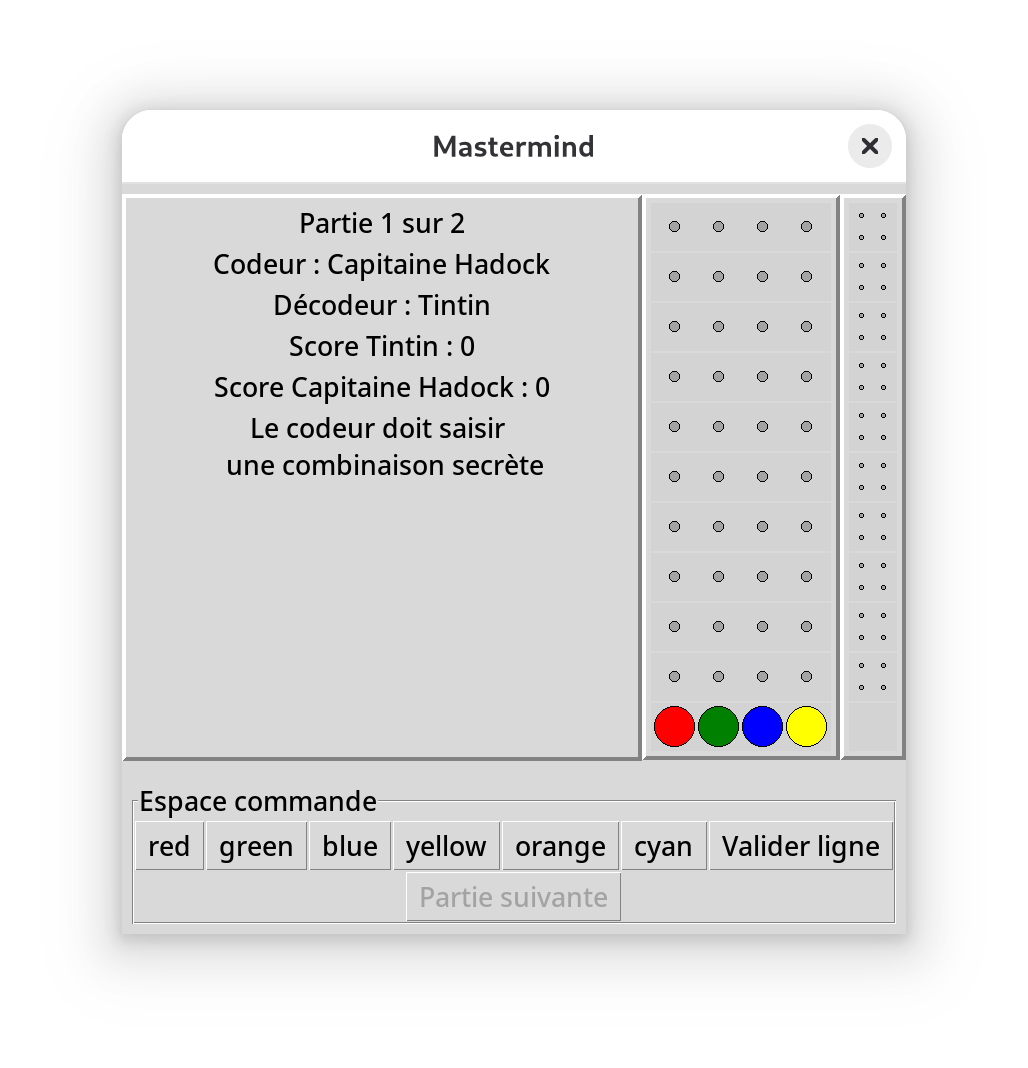 Mastermind
Partie 1 sur 2
Codeur : Capitaine Hadock
Décodeur : Tintin
Score Tintin : 0
Score Capitaine Hadock : 0
Le codeur doit saisir
une combinaison secrète
Espace commande
red green blue yellow orange cyan Valider ligne
Partie suivante